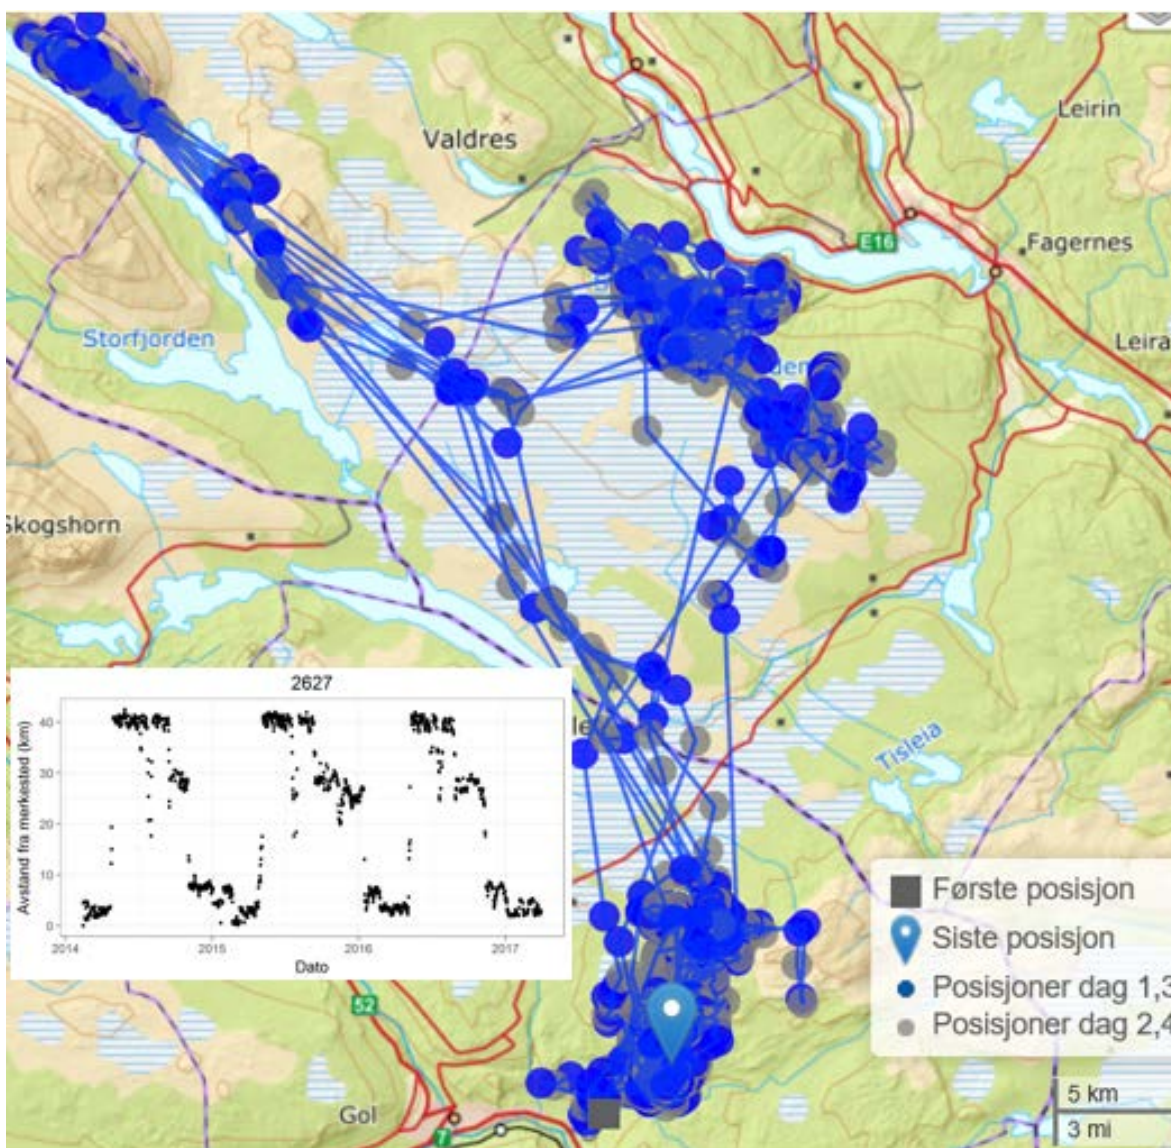 Valdres
Leirin
E16
Fagernes
Storfjorden
Leira
Skogshorn
Tisleia
2627
Avstand fra merkested (km)
40
30
20
10
0
2014
2015
2016
2017
Dato
Første posisjon
Siste posisjon
Posisjoner dag 1,3
Posisjoner dag 2,4
52
Gol
7
5 km
3 mi